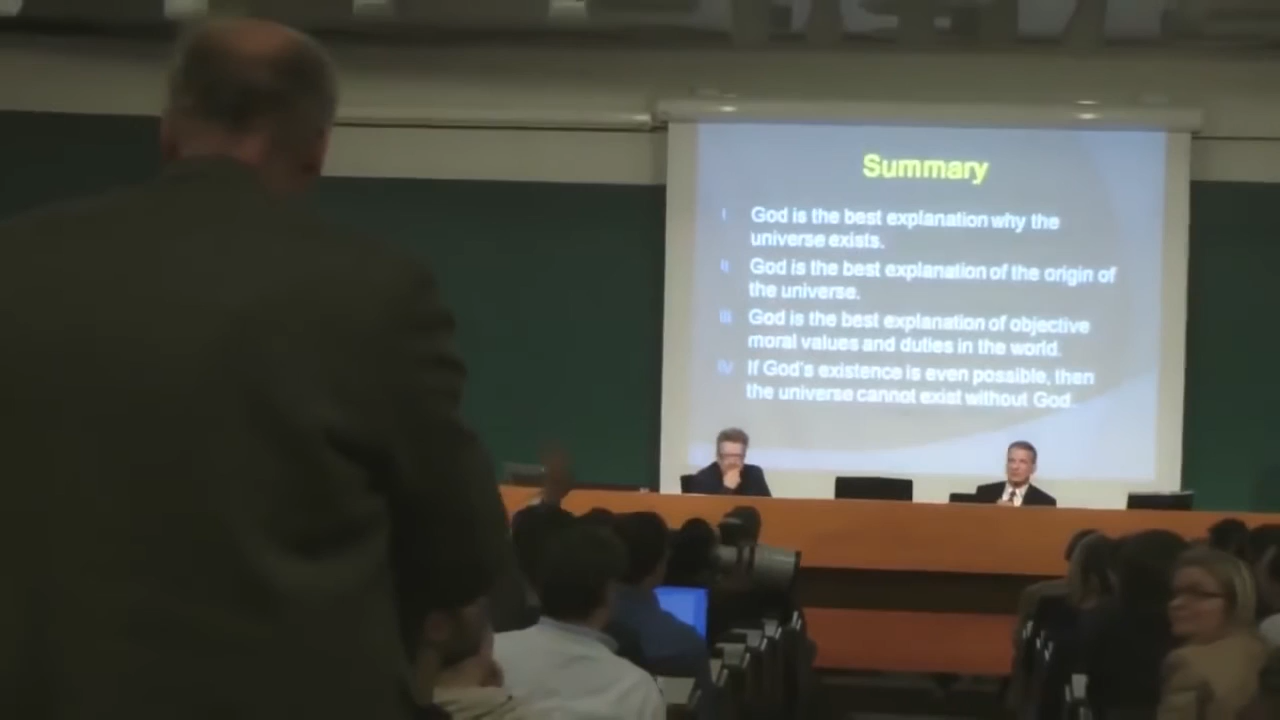 Summary
i God is the best explanation why the
universe exists.
ii God is the best explanation of the origin of
the universe.
iii God is the best explanation of objective
moral values and duties in the world.
iv If God's existence is even possible, then
the universe cannot exist without God.